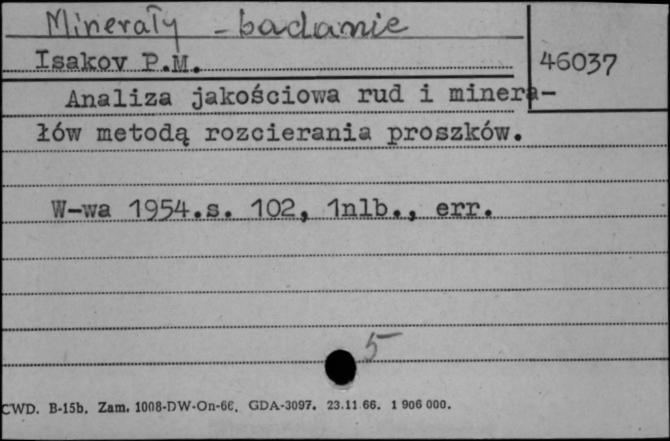 Minerały - badanie
Isakov P.M.
46037
Analiza jakościowa rud i minera-
łów metodą rozcierania proszków.
W-wa 1954.s. 102, 1nlb., err.
5
CWD. B-15b. Zam. 1008-DW-On-66. GDA-3097. 23.11.66. 1 906 000.